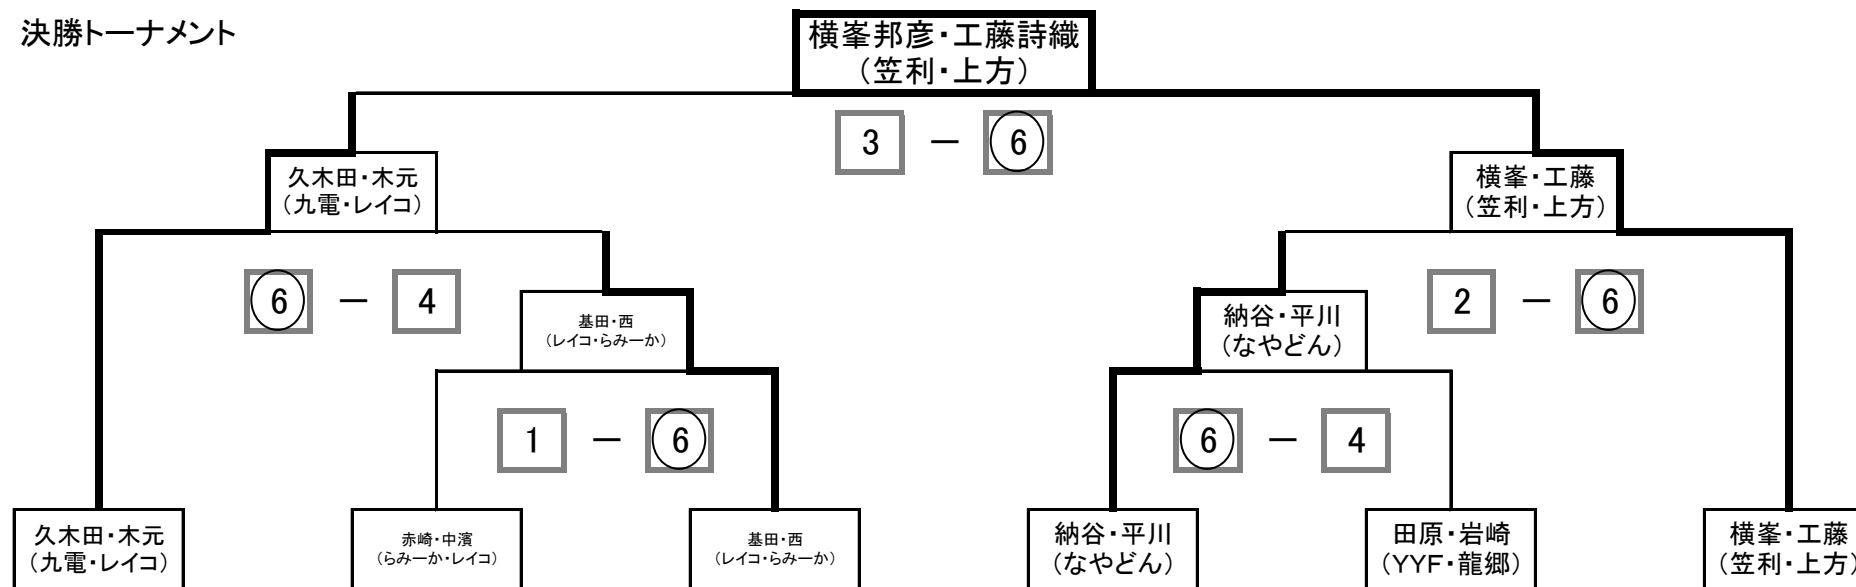 決勝トーナメント
横峯邦彦・工藤詩織
（笠利・上方）
3 － ⑥
久木田・木元
（九電・レイコ）
横峯・工藤
（笠利・上方）
⑥ － 4
2 － ⑥
基田・西
（レイコ・らみーか）
納谷・平川
（なやどん）
1 － ⑥
⑥ － 4
久木田・木元
（九電・レイコ）
赤崎・中濱
（らみーか・レイコ）
基田・西
（レイコ・らみーか）
納谷・平川
（なやどん）
田原・岩崎
（YYF・龍郷）
横峯・工藤
（笠利・上方）